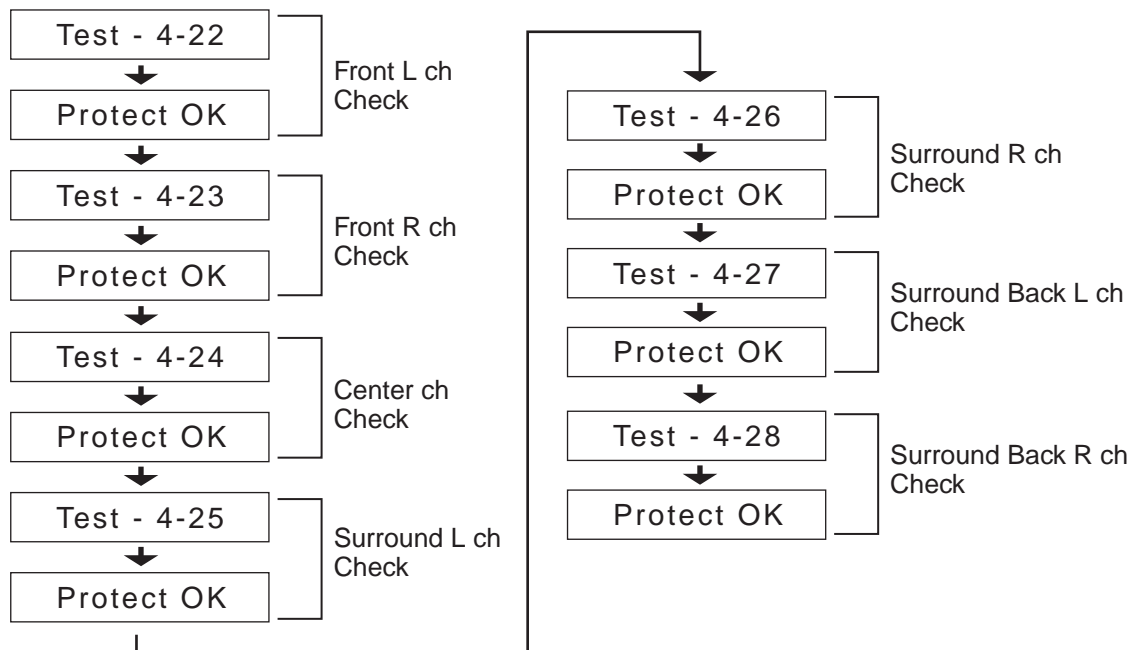 Test - 4-22
Protect OK
Front L ch
Check
Test - 4-23
Protect OK
Front R ch
Check
Test - 4-24
Protect OK
Center ch
Check
Test - 4-25
Protect OK
Surround L ch
Check
Test - 4-26
Protect OK
Surround R ch
Check
Test - 4-27
Protect OK
Surround Back L ch
Check
Test - 4-28
Protect OK
Surround Back R ch
Check